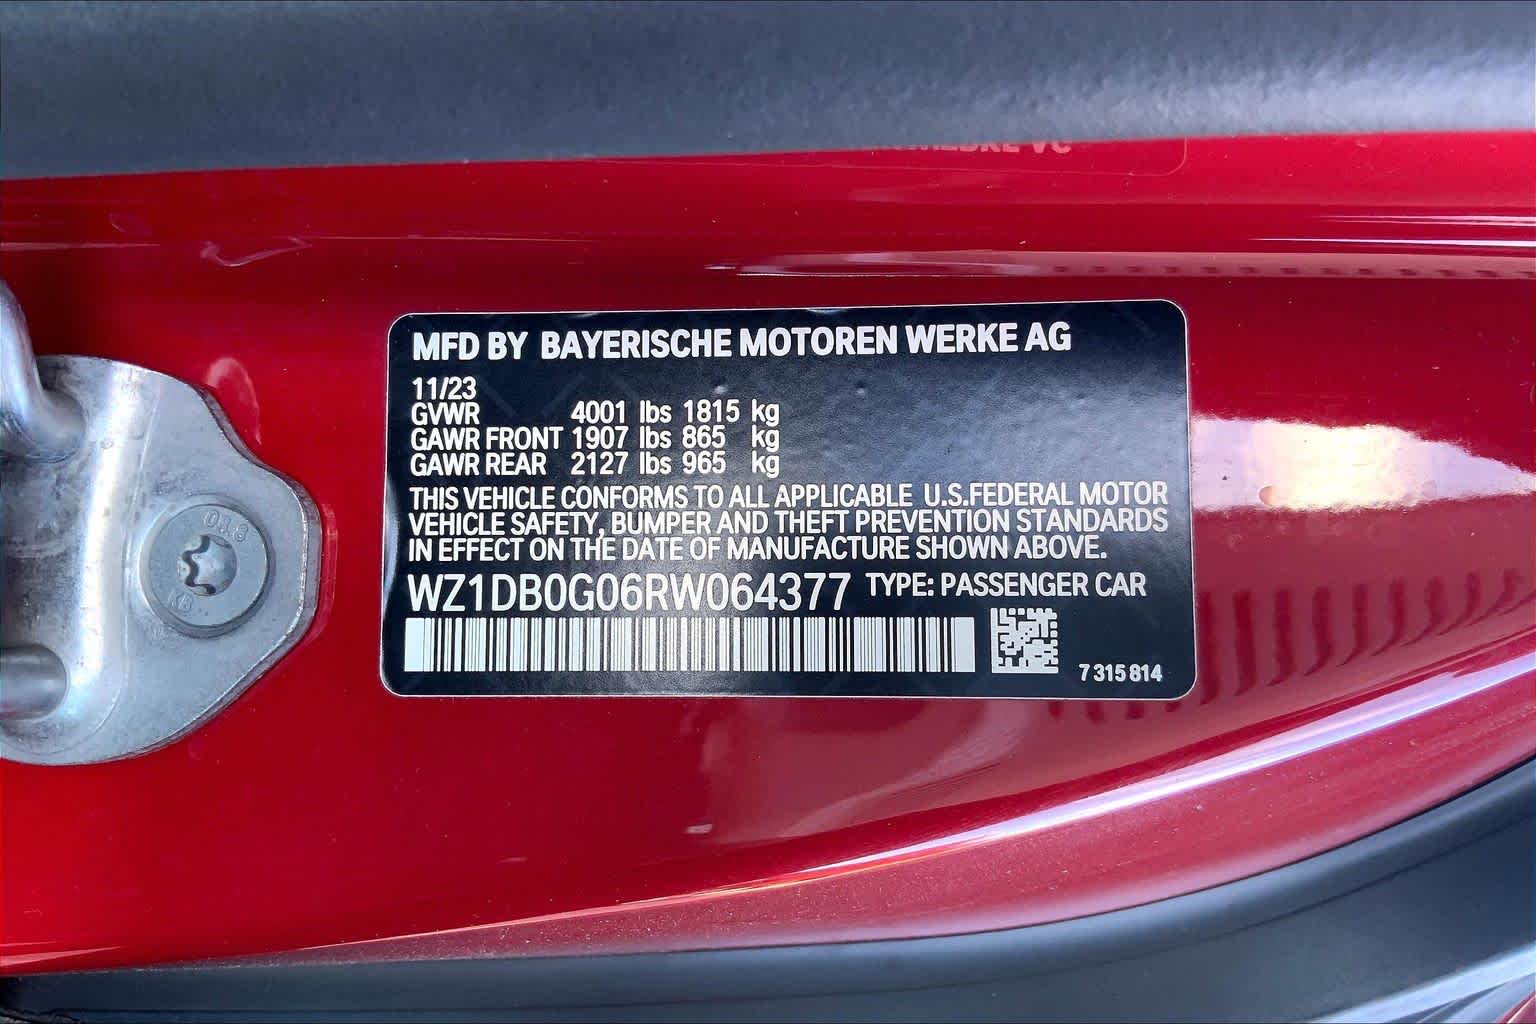 MFD BY BAYERISCHE MOTOREN WERKE AG
11/23
GVWR 4001 lbs 1815 kg
GAWR FRONT 1907 lbs 865 kg
GAWR REAR 2127 lbs 965 kg
THIS VEHICLE CONFORMS TO ALL APPLICABLE U.S.FEDERAL MOTOR
VEHICLE SAFETY, BUMPER AND THEFT PREVENTION STANDARDS
IN EFFECT ON THE DATE OF MANUFACTURE SHOWN ABOVE.
WZ1DB0G06RW064377 TYPE: PASSENGER CAR
7 315 814
KB